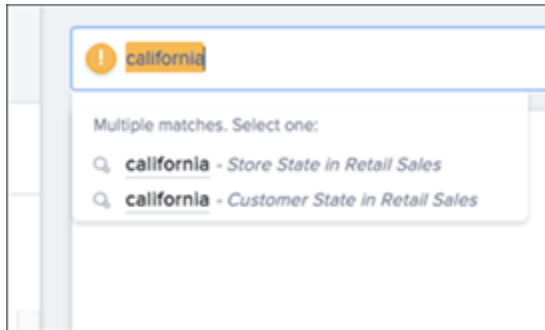 california
Multiple matches. Select one:
california - Store State in Retail Sales
california - Customer State in Retail Sales